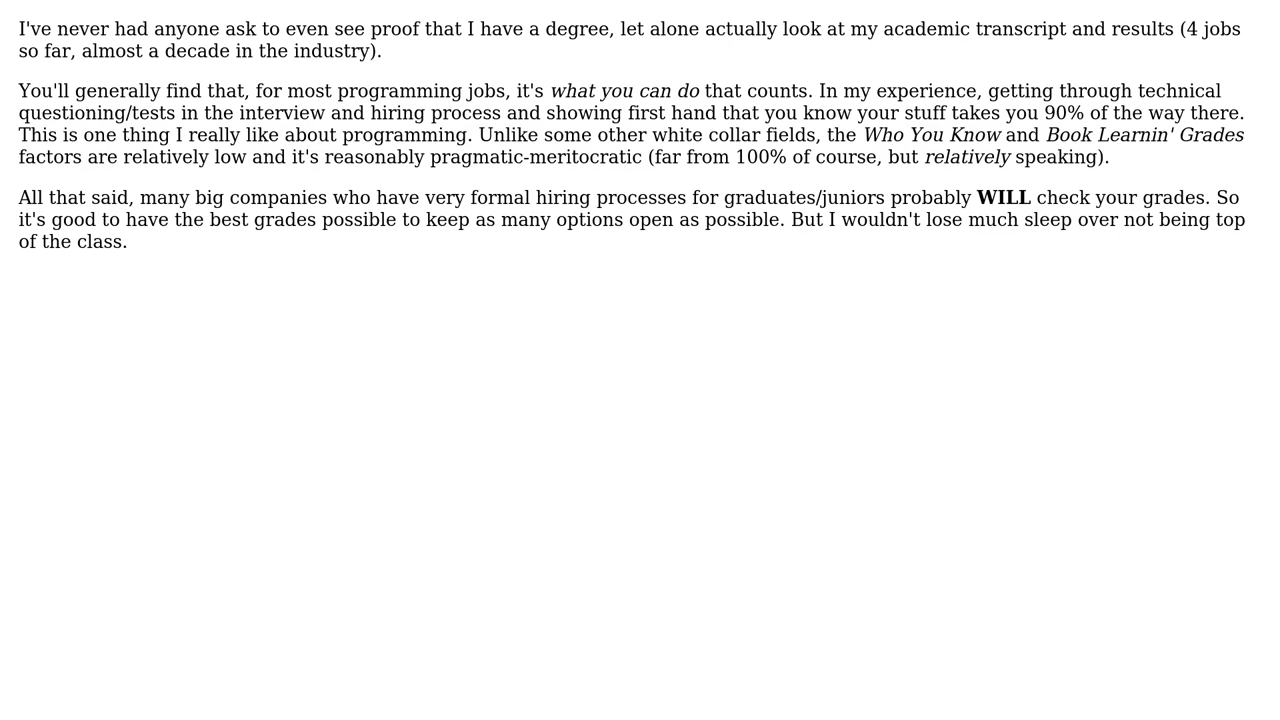 I've never had anyone ask to even see proof that I have a degree, let alone actually look at my academic transcript and results (4 jobs
so far, almost a decade in the industry).
You'll generally find that, for most programming jobs, it's what you can do that counts. In my experience, getting through technical
questioning/tests in the interview and hiring process and showing first hand that you know your stuff takes you 90% of the way there.
This is one thing I really like about programming. Unlike some other white collar fields, the Who You Know and Book Learnin' Grades
factors are relatively low and it's reasonably pragmatic-meritocratic (far from 100% of course, but relatively speaking).
All that said, many big companies who have very formal hiring processes for graduates/juniors probably WILL check your grades. So
it's good to have the best grades possible to keep as many options open as possible. But I wouldn't lose much sleep over not being top
of the class.